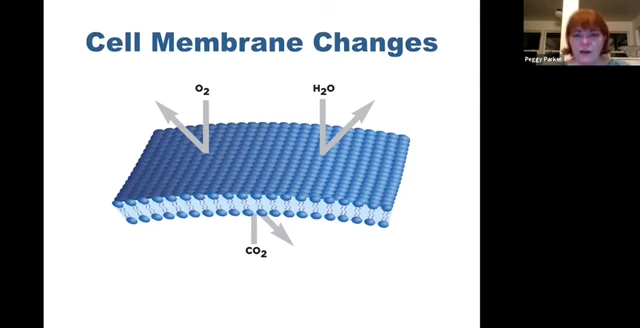 Cell Membrane Changes
O2
H2O
CO2
Peggy Parker